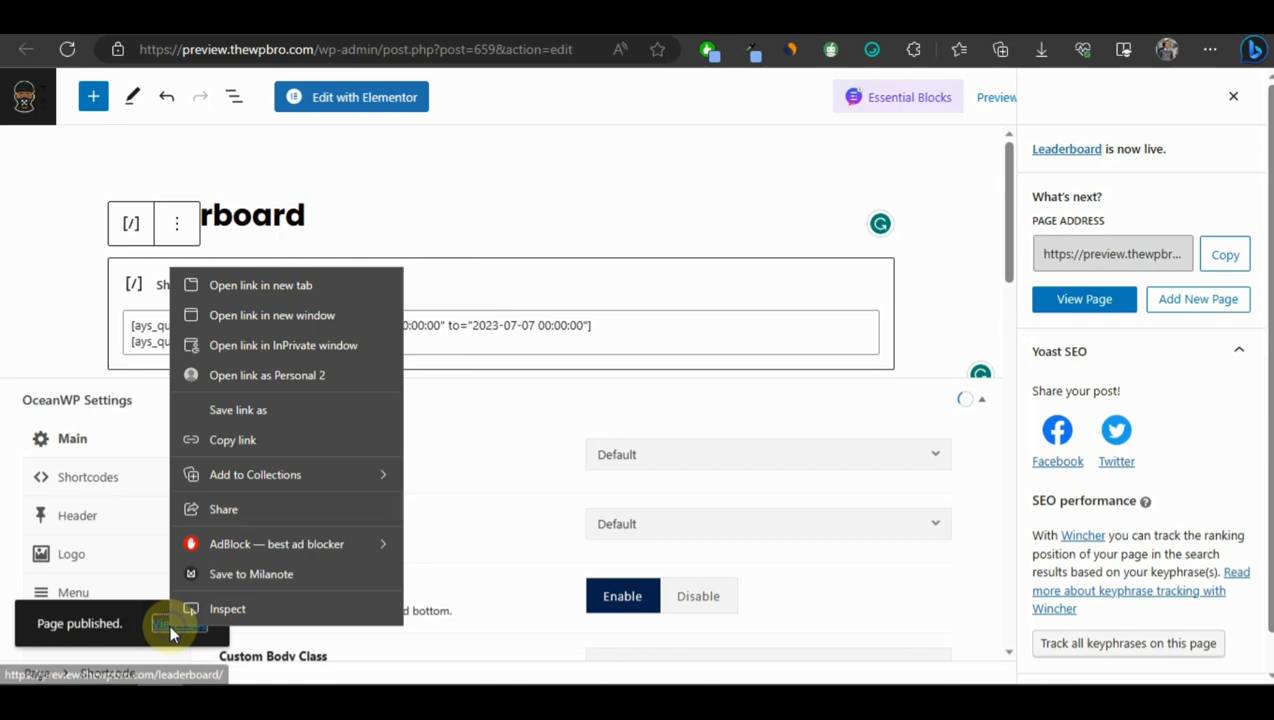 https://preview.thewpbro.com/wp-admin/post.php?post=659&action=edit
Edit with Elementor
Essential Blocks
Preview
rboard
[/]
[/] Sh
[ays_qu
0:00:00" to="2023-07-07 00:00:00"]
[ays_qu
Open link in new tab
Open link in new window
Open link in InPrivate window
Open link as Personal 2
Save link as
Copy link
Add to Collections
Share
AdBlock — best ad blocker
Save to Milanote
Inspect
OceanWP Settings
Main
Shortcodes
Header
Logo
Menu
Default
Default
Enable
Disable
d bottom.
Page published.
Custom Body Class
https://preview.thewpbro.com/leaderboard/
Leaderboard is now live.
What's next?
PAGE ADDRESS
https://preview.thewpbr...
Copy
View Page
Add New Page
Yoast SEO
Share your post!
Facebook
Twitter
SEO performance
With Wincher you can track the ranking
position of your page in the search
results based on your keyphrase(s). Read
more about keyphrase tracking with
Wincher
Track all keyphrases on this page